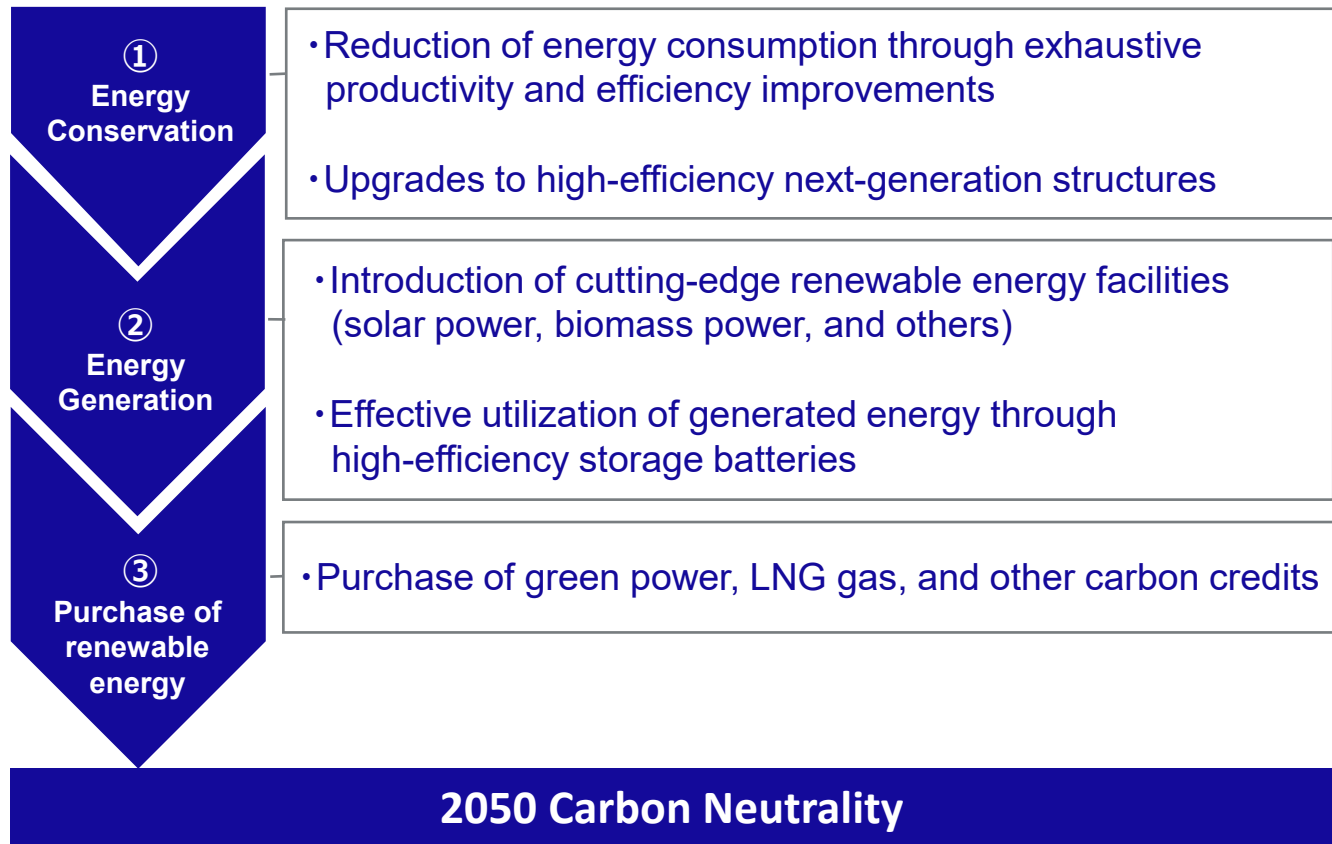 ①
Energy
Conservation
・Reduction of energy consumption through exhaustive
productivity and efficiency improvements
・Upgrades to high-efficiency next-generation structures
②
Energy
Generation
・Introduction of cutting-edge renewable energy facilities
(solar power, biomass power, and others)
・Effective utilization of generated energy through
high-efficiency storage batteries
③
Purchase of
renewable
energy
・Purchase of green power, LNG gas, and other carbon credits
2050 Carbon Neutrality